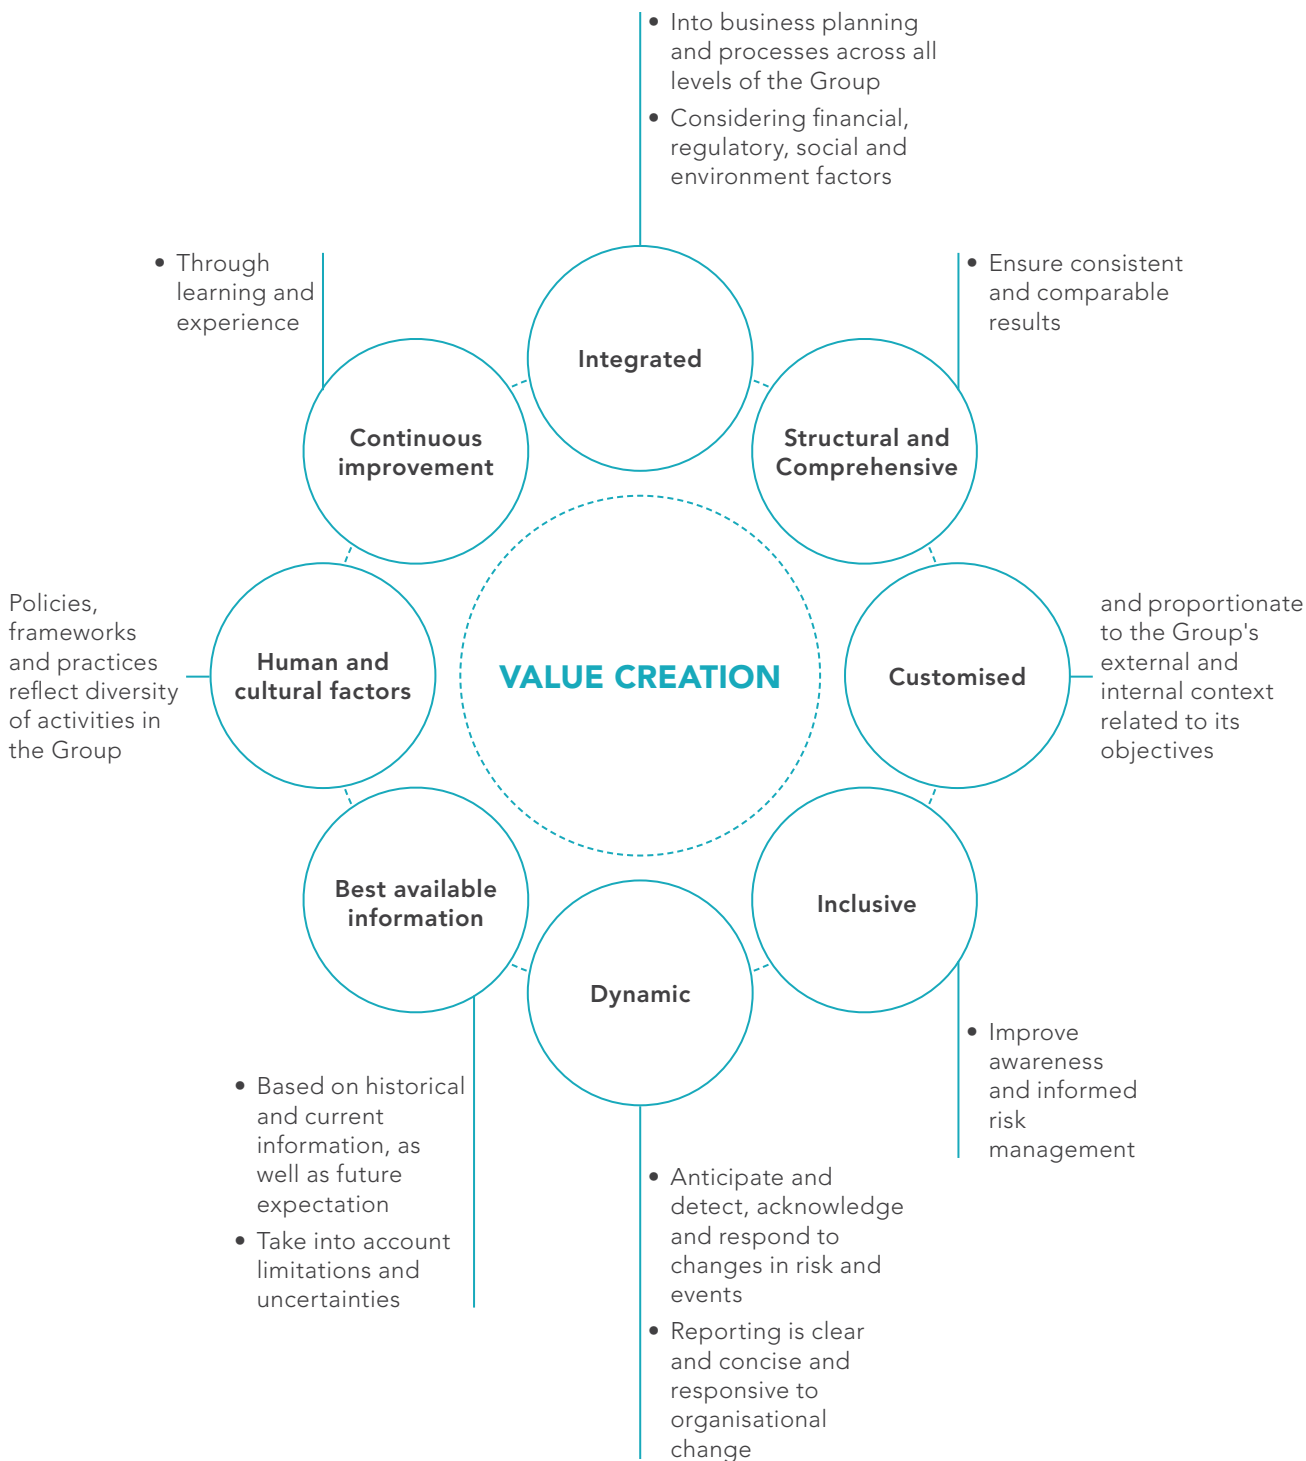 • Into business planning
and processes across all
levels of the Group
• Considering financial,
regulatory, social and
environment factors
Integrated
• Ensure consistent
and comparable
results
Structural and
Comprehensive
and proportionate
to the Group's
external and
internal context
related to its
objectives
Customised
Inclusive
• Improve
awareness
and informed
risk
management
Dynamic
• Anticipate and
detect, acknowledge
and respond to
changes in risk and
events
• Reporting is clear
and concise and
responsive to
organisational
change
Best available
information
• Based on historical
and current
information, as
well as future
expectation
• Take into account
limitations and
uncertainties
Human and
cultural factors
Policies,
frameworks
and practices
reflect diversity
of activities in
the Group
Continuous
improvement
• Through
learning and
experience
VALUE CREATION